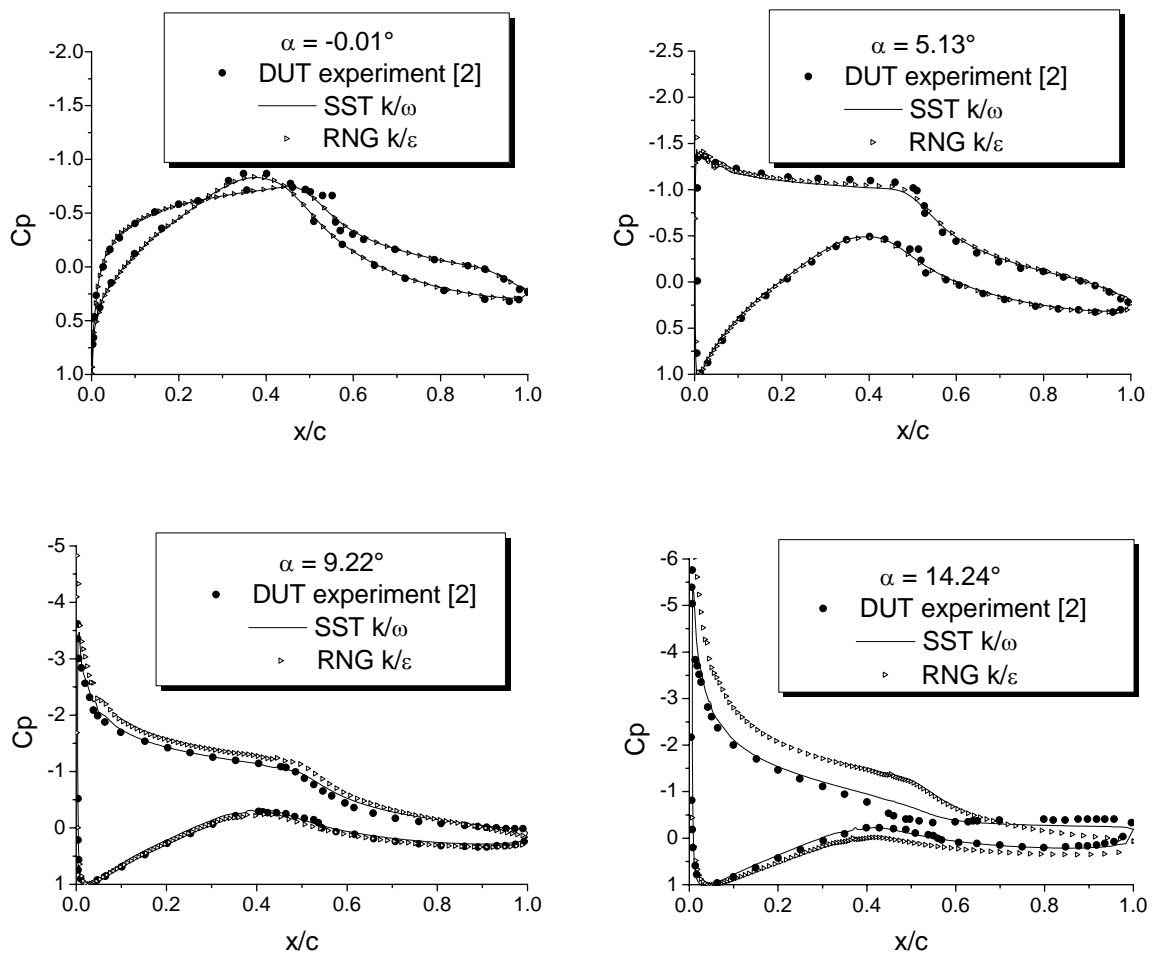 α = -0.01°
DUT experiment [2]
SST k/ω
RNG k/ε
-2.0
-1.5
-1.0
-0.5
0.0
0.5
1.0
Cp
0.0 0.2 0.4 0.6 0.8 1.0
x/c
α = 5.13°
DUT experiment [2]
SST k/ω
RNG k/ε
-2.5
-2.0
-1.5
-1.0
-0.5
0.0
0.5
1.0
Cp
0.0 0.2 0.4 0.6 0.8 1.0
x/c
α = 9.22°
DUT experiment [2]
SST k/ω
RNG k/ε
-5
-4
-3
-2
-1
0
1
Cp
0.0 0.2 0.4 0.6 0.8 1.0
x/c
α = 14.24°
DUT experiment [2]
SST k/ω
RNG k/ε
-6
-5
-4
-3
-2
-1
0
1
Cp
0.0 0.2 0.4 0.6 0.8 1.0
x/c